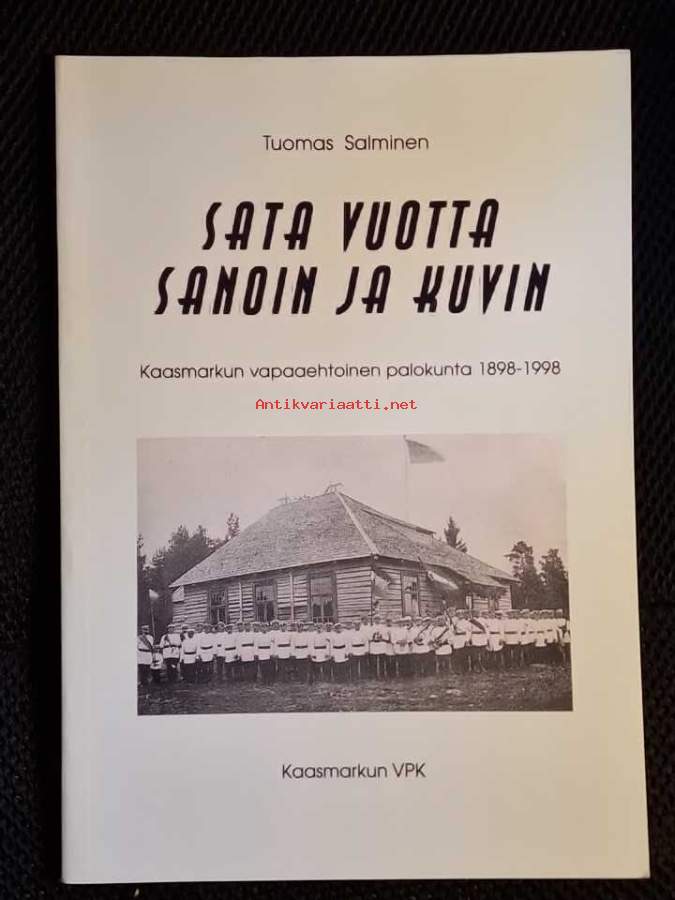 Tuomas Salminen
SATA VUOTTA
SANOIN JA KUVIN
Kaasmarkun vapaaehtoinen palokunta 1898-1998
Antikvariaatti.net
Kaasmarkun VPK